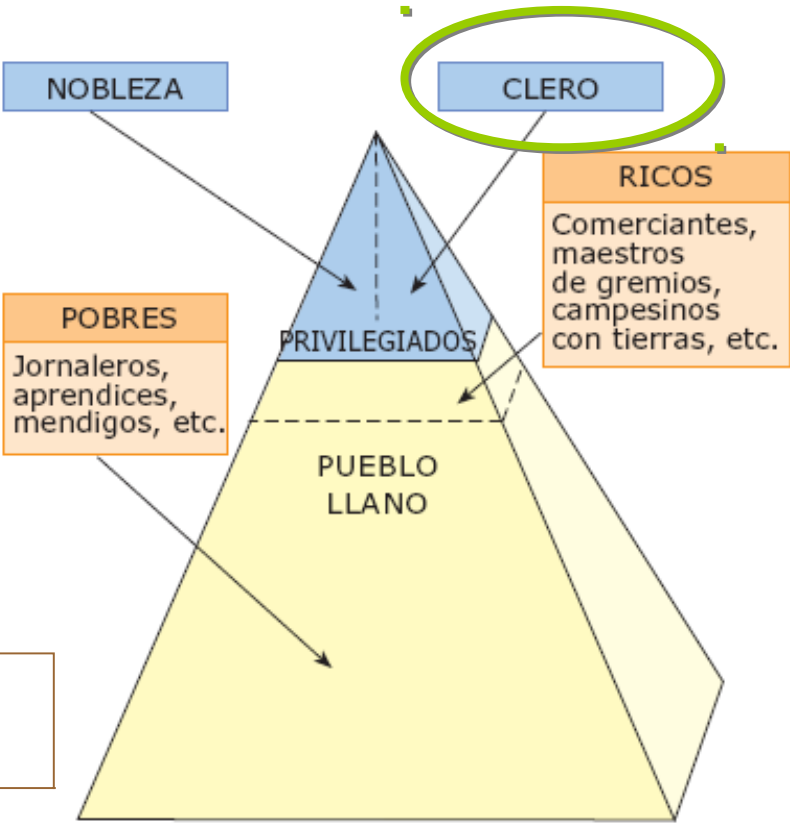 NOBLEZA
CLERO
RICOS
Comerciantes,
maestros
de gremios,
campesinos
con tierras, etc.
POBRES
Jornaleros,
aprendices,
mendigos, etc.
PRIVILEGIADOS
PUEBLO
LLANO